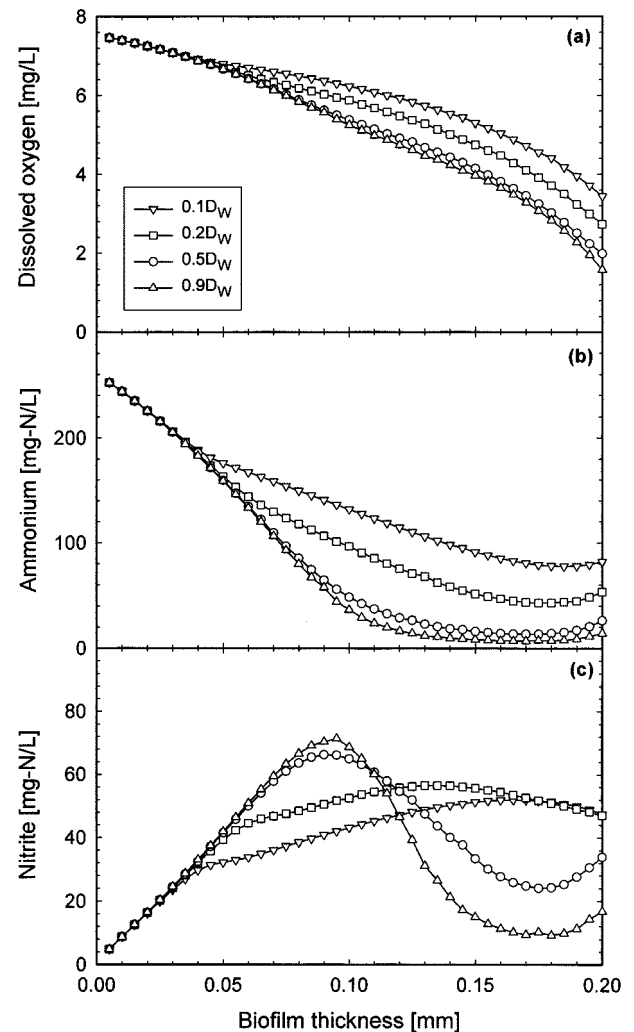 8
(a)
6
4
2
0
Dissolved oxygen [mg/L]
0.1D_W
0.2D_W
0.5D_W
0.9D_W
(b)
200
100
0
Ammonium [mg-N/L]
(c)
80
60
40
20
0
Nitrite [mg-N/L]
0.00 0.05 0.10 0.15 0.20
Biofilm thickness [mm]